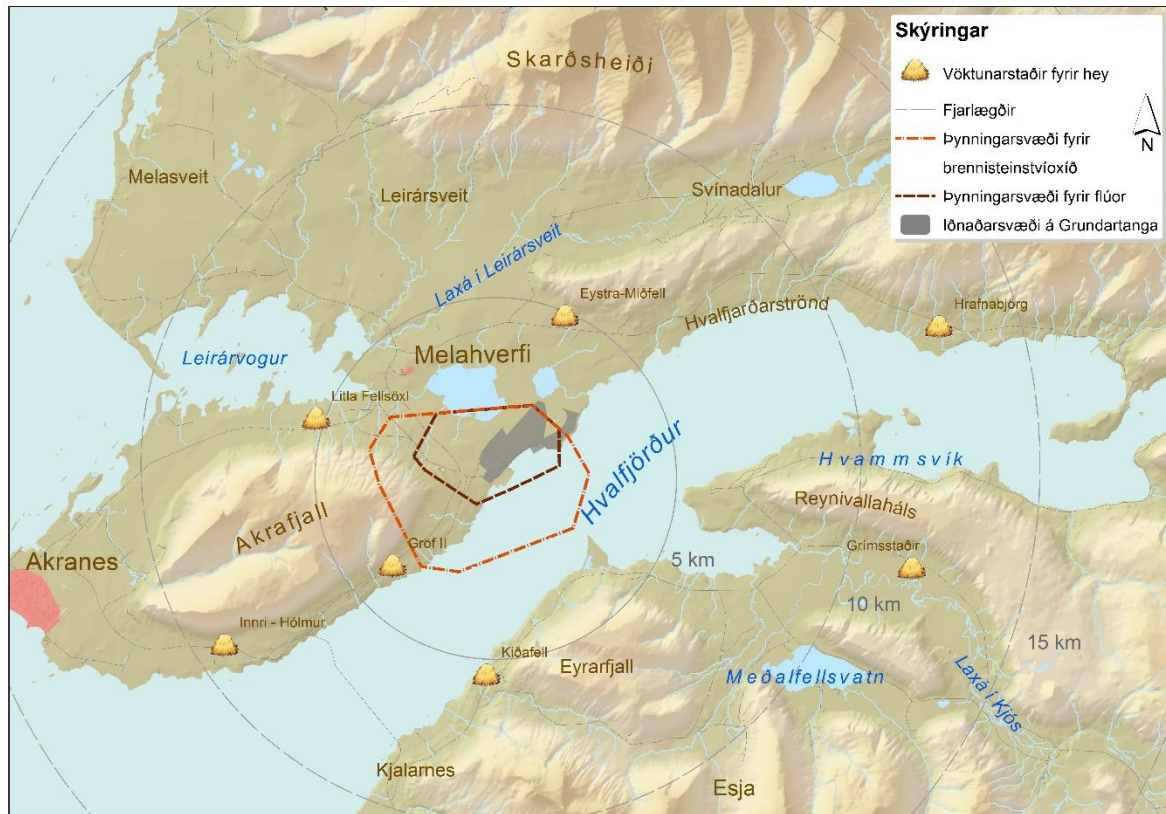 Skýringar
Vöktunarstaðir fyrir hey
Fjarlægðir
Þynningarsvæði fyrir
brennisteinstvíoxíð
Þynningarsvæði fyrir flúor
Iðnaðarsvæði á Grundartanga
N
Skarðsheiði
Melasveit
Leirársveit
Svínadalur
Laxá í Leirársveit
Eystra-Miðfell
Hvalfjarðarströnd
Hrafnabjörg
Leirárvogur
Melahverfi
Litla Fellsöxl
Hvalfjörður
Hvammsvík
Reynivallaháls
Akrafjall
Gröf II
Grímsstaðir
Akranes
5 km
10 km
15 km
Innri - Hólmur
Kiðafell
Eyrarfjall
Meðalfellsvatn
Laxá í Kjós
Kjalarnes
Esja